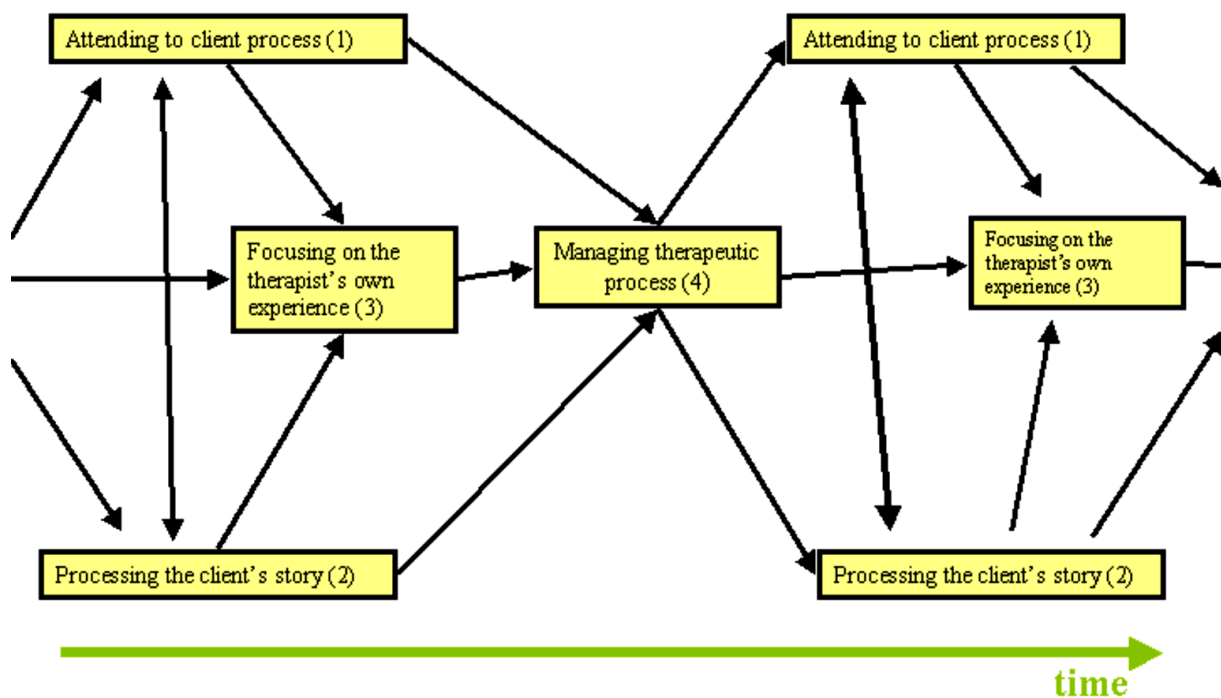 Attending to client process (1)
Attending to client process (1)
Focusing on the
therapist's own
experience (3)
Managing therapeutic
process (4)
Focusing on the
therapist's own
experience (3)
Processing the client's story (2)
Processing the client's story (2)
time